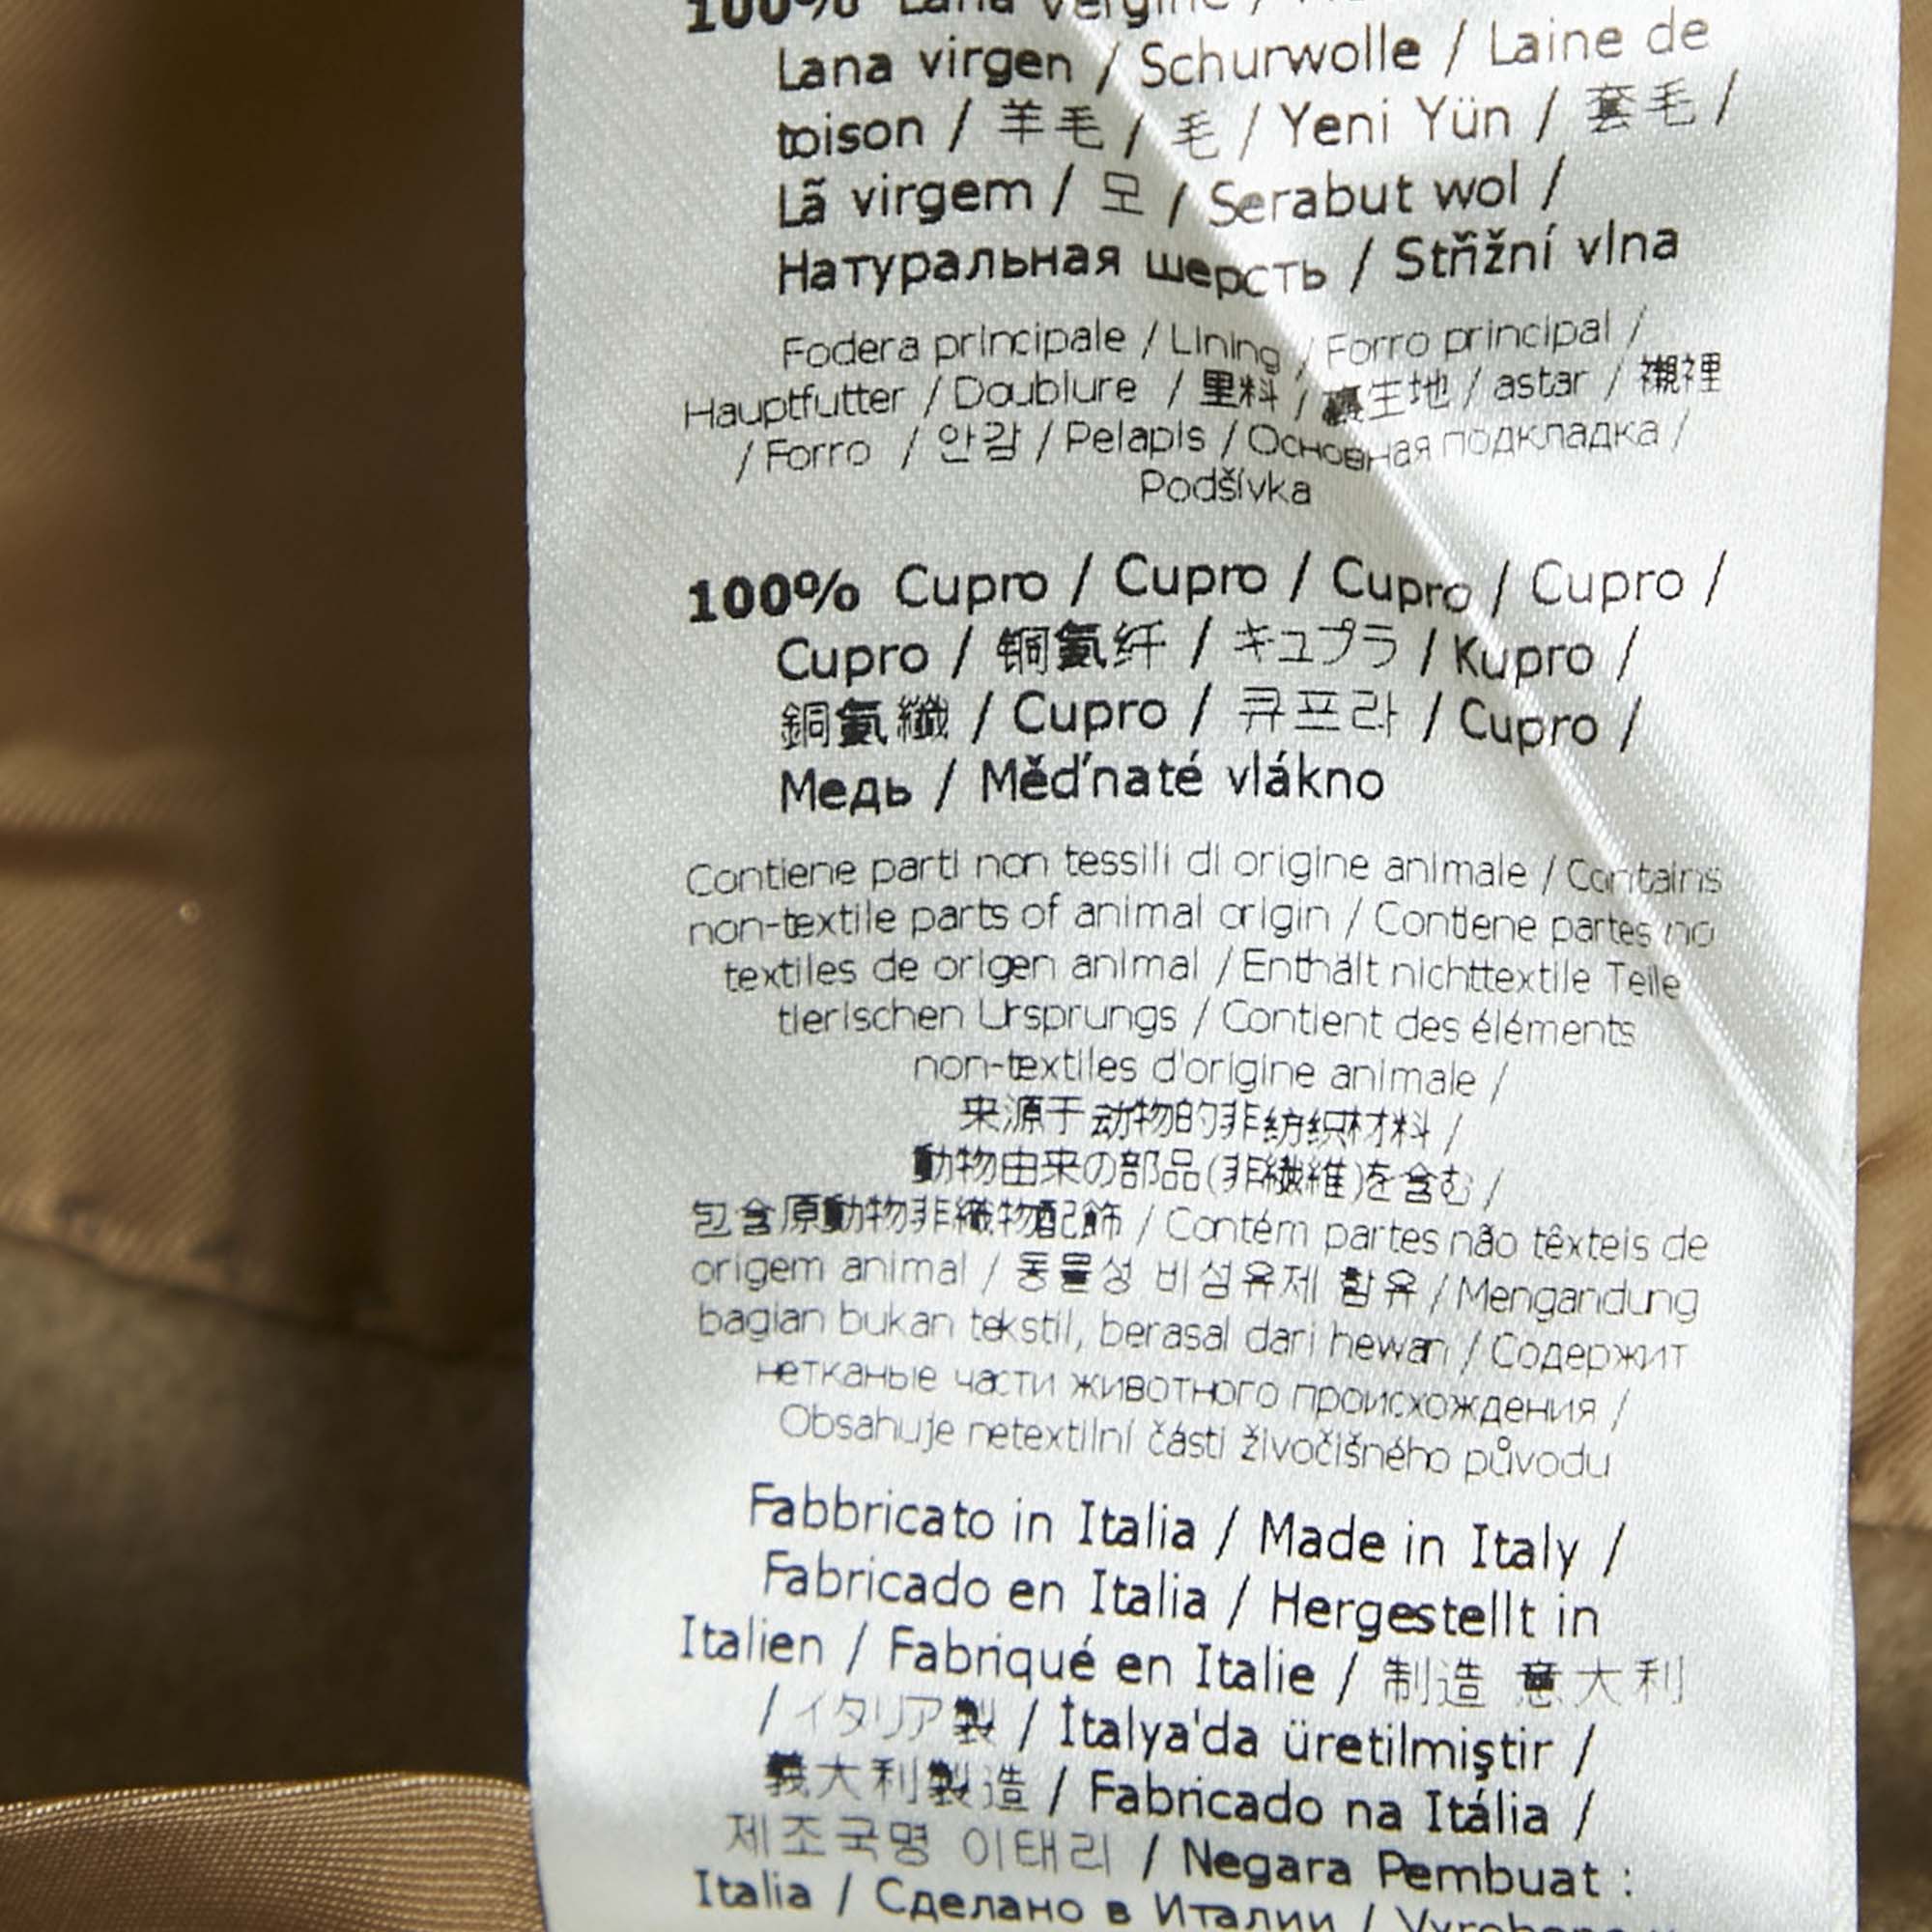 100% Lana vergine /
Lana virgen / Schurwolle / Laine de
toison / 羊毛 / 毛 / Yeni Yün / 套毛 /
Lã virgem / 모 / Serabut wol /
Натуральная шерсть / Střižní vlna
Fodera principale / Lining / Forro principal /
Hauptfutter / Doublure / 里料 / 裏生地 / astar / 襯裡
/ Forro / 안감 / Pelapis / Основная подкладка /
Podšívka
100% Cupro / Cupro / Cupro / Cupro /
Cupro / 铜氨纤 / キュプラ / Kupro /
銅氨纖 / Cupro / 큐프라 / Cupro /
Медь / Měďnaté vlákno
Contiene parti non tessili di origine animale / Contains
non-textile parts of animal origin / Contiene partes no
textiles de origen animal / Enthält nichttextile Teile
tierischen Ursprungs / Contient des éléments
non-textiles d'origine animale /
来源于动物的非纺织材料 /
動物由来の部品(非繊維)を含む /
包含原動物非織物配飾 / Contém partes não têxteis de
origem animal / 동물성 비섬유제 함유 / Mengandung
bagian bukan tekstil, berasal dari hewan / Содержит
нетканые части животного происхождения /
Obsahuje netextilní části živočišného původu
Fabbricato in Italia / Made in Italy /
Fabricado en Italia / Hergestellt in
Italien / Fabriqué en Italie / 制造 意大利
/ イタリア製 / İtalya'da üretilmiştir /
義大利製造 / Fabricado na Itália /
제조국명 이태리 / Negara Pembuat :
Italia / Сделано в Италии /